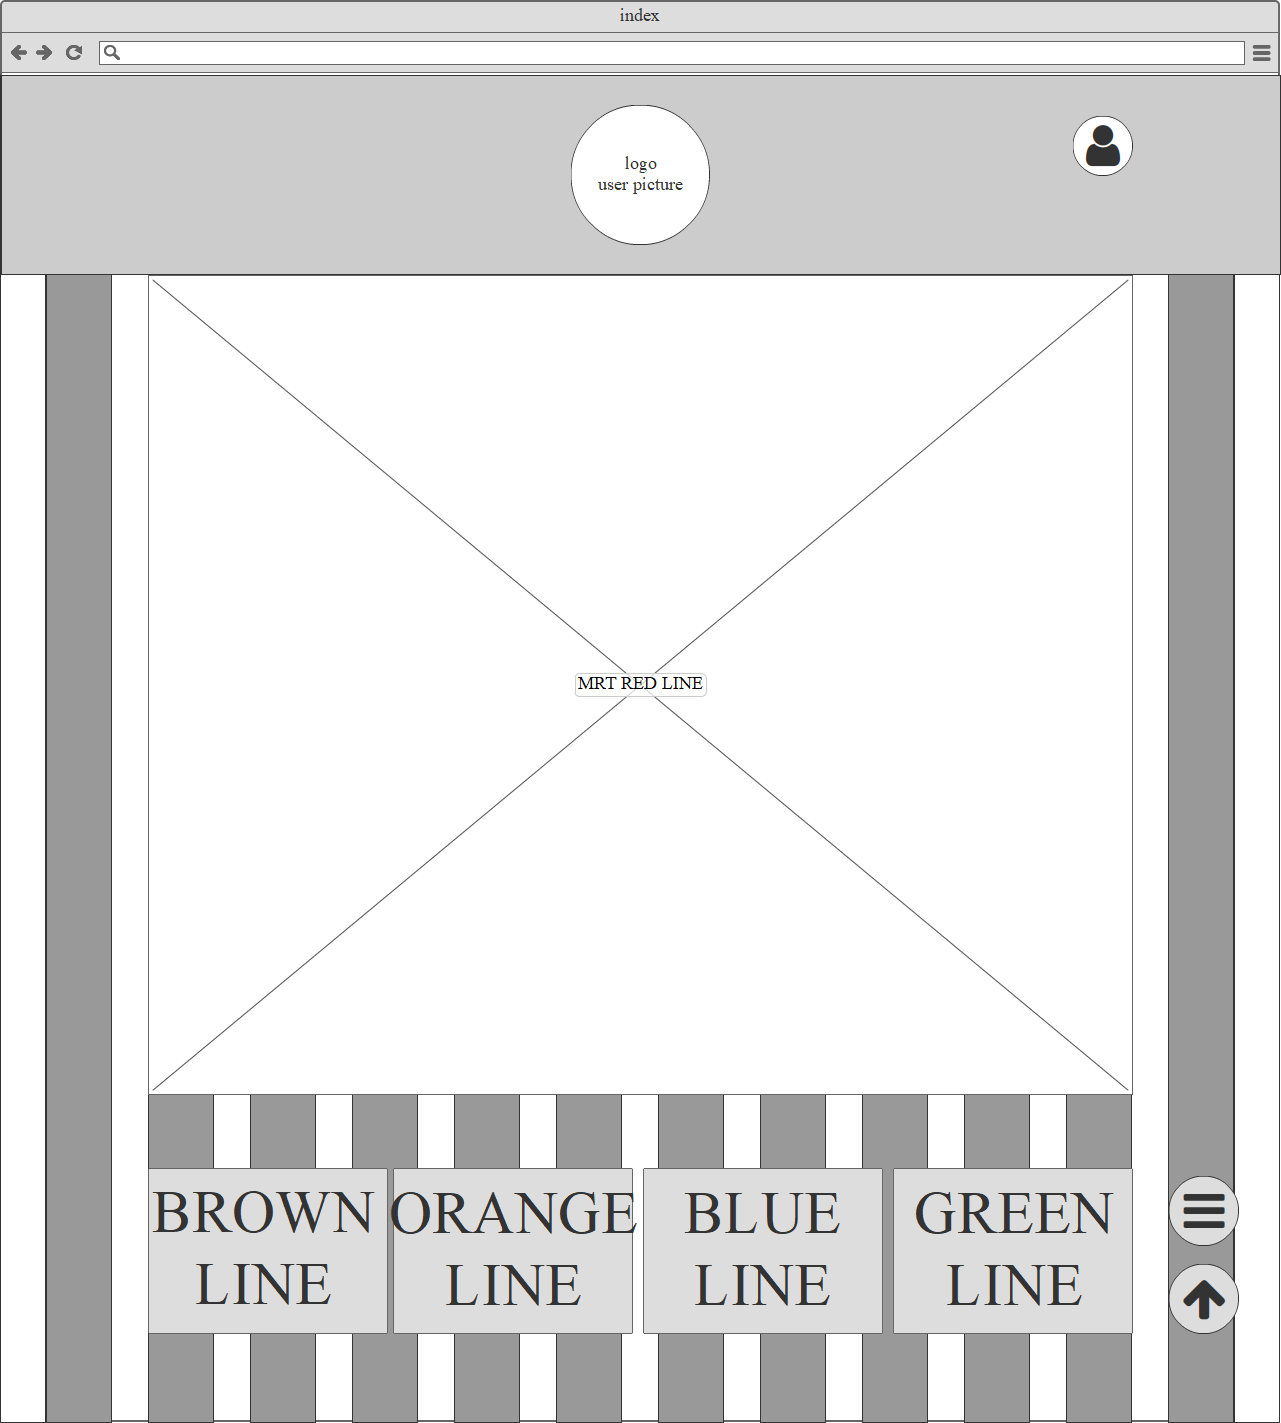 index
logo
user picture
MRT RED LINE
BROWN
LINE
ORANGE
LINE
BLUE
LINE
GREEN
LINE